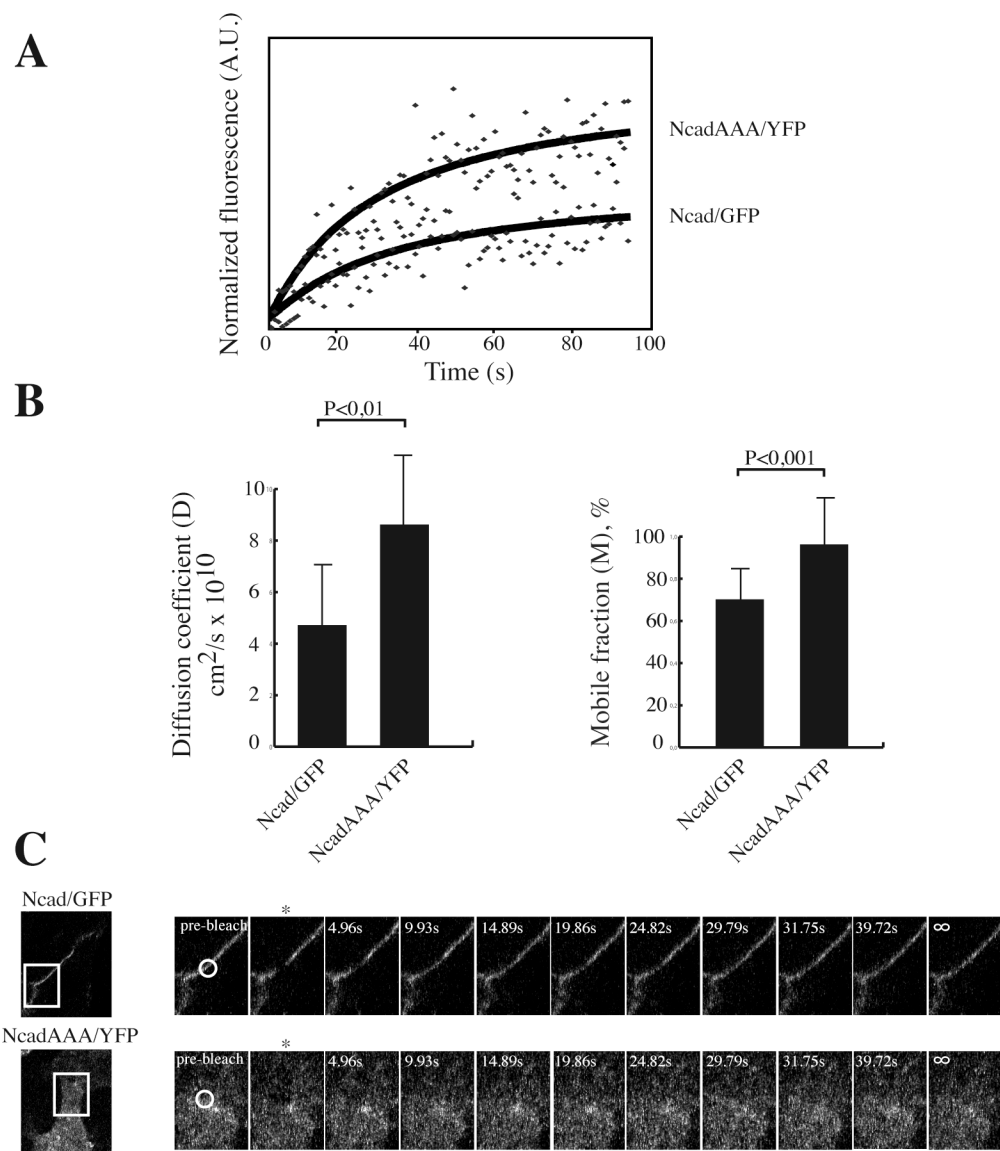 A
Normalized fluorescence (A.U.)
NcadAAA/YFP
Ncad/GFP
0 20 40 60 80 100
Time (s)
B
P<0,01
Diffusion coefficient (D)
cm²/s x 10¹⁰
10
8
6
4
2
0
Ncad/GFP
NcadAAA/YFP
P<0,001
Mobile fraction (M), %
100
80
60
40
20
0
Ncad/GFP
NcadAAA/YFP
C
Ncad/GFP
*
pre-bleach 4.96s 9.93s 14.89s 19.86s 24.82s 29.79s 31.75s 39.72s ∞
NcadAAA/YFP
*
pre-bleach 4.96s 9.93s 14.89s 19.86s 24.82s 29.79s 31.75s 39.72s ∞